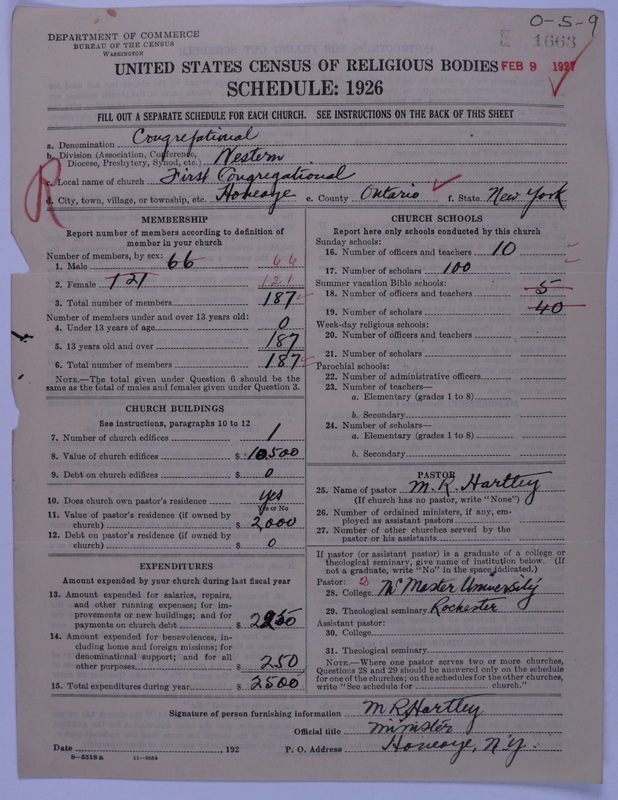 0-5-9
DEPARTMENT OF COMMERCE
BUREAU OF THE CENSUS
WASHINGTON
1663
UNITED STATES CENSUS OF RELIGIOUS BODIES FEB 9 1927
SCHEDULE: 1926
FILL OUT A SEPARATE SCHEDULE FOR EACH CHURCH. SEE INSTRUCTIONS ON THE BACK OF THIS SHEET
a. Denomination Congregational
b. Division (Association, Conference, Diocese, Presbytery, Synod, etc.) Western
R
c. Local name of church First Congregational
d. City, town, village, or township, etc. Honeoye e. County Ontario f. State New York
MEMBERSHIP
Report number of members according to definition of
member in your church
Number of members, by sex:
1. Male 66 66
2. Female 121 121
3. Total number of members 187
Number of members under and over 13 years old:
4. Under 13 years of age 0
5. 13 years old and over 187
6. Total number of members 187
NOTE.—The total given under Question 6 should be the
same as the total of males and females given under Question 3.
CHURCH BUILDINGS
See instructions, paragraphs 10 to 12
7. Number of church edifices 1
8. Value of church edifices $ 10,500
9. Debt on church edifices $ 0
10. Does church own pastor's residence yes
Yes or No
11. Value of pastor's residence (if owned by
church) $ 2000
12. Debt on pastor's residence (if owned by
church) $ 0
EXPENDITURES
Amount expended by your church during last fiscal year
13. Amount expended for salaries, repairs,
and other running expenses; for im-
provements or new buildings; and for
payments on church debt $ 2250
14. Amount expended for benevolences, in-
cluding home and foreign missions; for
denominational support; and for all
other purposes $ 250
15. Total expenditures during year $ 2500
CHURCH SCHOOLS
Report here only schools conducted by this church
Sunday schools:
16. Number of officers and teachers 10
17. Number of scholars 100
Summer vacation Bible schools:
18. Number of officers and teachers 5
19. Number of scholars 40
Week-day religious schools:
20. Number of officers and teachers
21. Number of scholars
Parochial schools:
22. Number of administrative officers
23. Number of teachers—
a. Elementary (grades 1 to 8)
b. Secondary
24. Number of scholars—
a. Elementary (grades 1 to 8)
b. Secondary
PASTOR
25. Name of pastor M. R. Hartley
(If church has no pastor, write "None")
26. Number of ordained ministers, if any, em-
ployed as assistant pastors
27. Number of other churches served by the
pastor or his assistants
If pastor (or assistant pastor) is a graduate of a college or
theological seminary, give name of institution below. (If
not a graduate, write "No" in the space indicated.)
Pastor:
28. College McMaster University
29. Theological seminary Rochester
Assistant pastor:
30. College
31. Theological seminary
NOTE.—Where one pastor serves two or more churches,
Questions 28 and 29 should be answered only on the schedule
for one of the churches; on the schedules for the other churches,
write "See schedule for church."
Signature of person furnishing information M R Hartley
Official title minister
Date , 192 P. O. Address Honeoye, N.Y.
8-5518a 11-9054